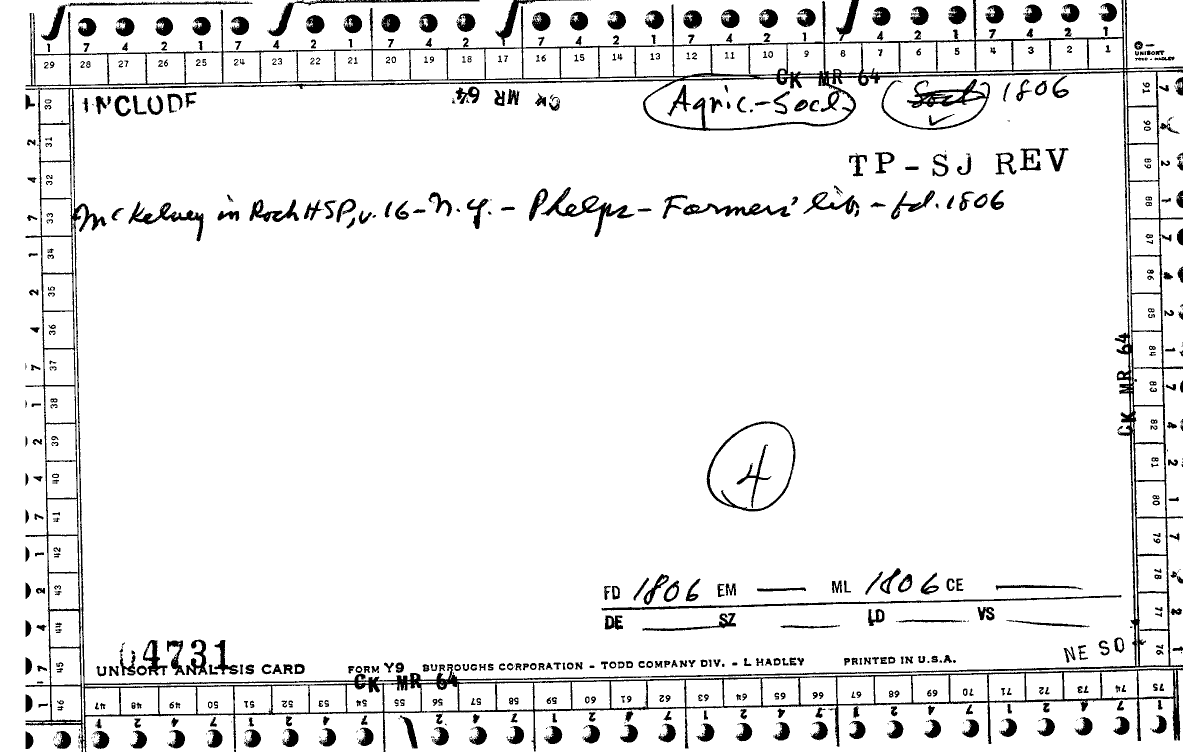 1 7 4 2 1 7 4 2 1 7 4 2 1 7 4 2 1 7 4 2 1 7 4 2 1 7 4 2 1
29 28 27 26 25 24 23 22 21 20 19 18 17 16 15 14 13 12 11 10 9 8 7 6 5 4 3 2 1
UNISORT
TODD - HADLEY
CK MR 64
INCLUDE
CK MR 64
Agric.-Socl. Socl 1806
TP-SJ REV
McKelvey in Roch HSP, v. 16 - N.Y. - Phelps - Farmers' lib. - fd. 1806
CK MR 64
4
FD 1806 EM — ML 1806 CE —
DE — SZ — LD — VS —
04731
NE SO
UNISORT ANALYSIS CARD FORM Y9 BURROUGHS CORPORATION - TODD COMPANY DIV. - L HADLEY PRINTED IN U.S.A.
CK MR 64
30 31 32 33 34 35 36 37 38 39 40 41 42 43 44 45 46
91 90 89 88 87 86 85 84 83 82 81 80 79 78 77 76 75
47 48 49 50 51 52 53 54 55 56 57 58 59 60 61 62 63 64 65 66 67 68 69 70 71 72 73 74